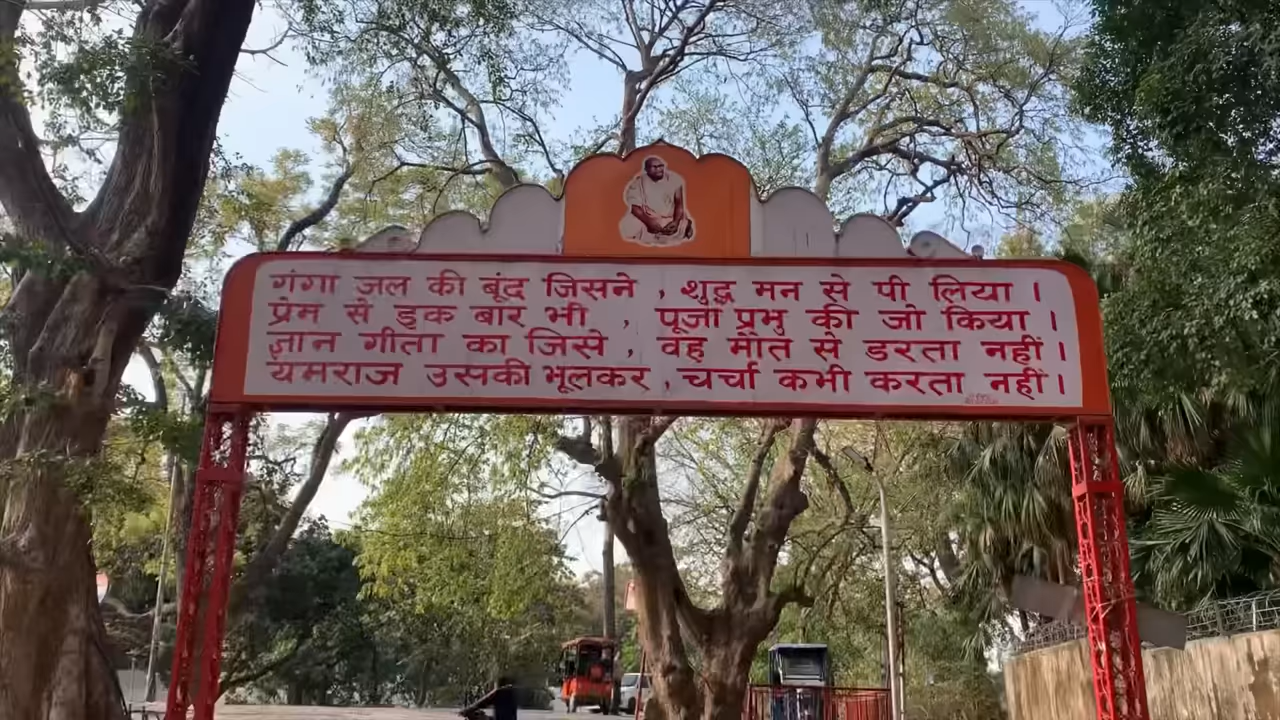 गंगा जल की बूंद जिसने , शुद्ध मन से पी लिया ।
प्रेम से इक बार भी , पूजा प्रभु की जो किया ।
ज्ञान गीता का जिसे , वह मौत से डरता नहीं ।
यमराज उसकी भूलकर , चर्चा कभी करता नहीं ।